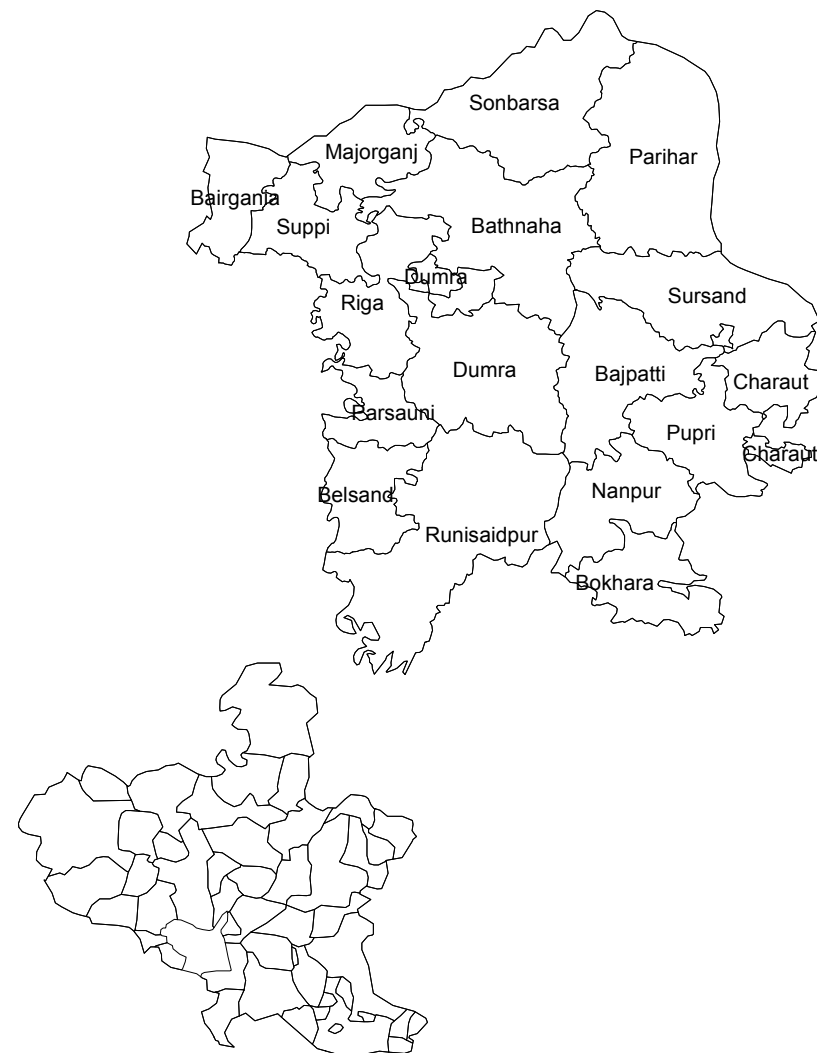 Sonbarsa
Majorganj
Parihar
Bairgania
Suppi
Bathnaha
Dumra
Riga
Sursand
Dumra
Bajpatti
Charaut
Parsauni
Pupri
Charaut
Belsand
Nanpur
Runisaidpur
Bokhara